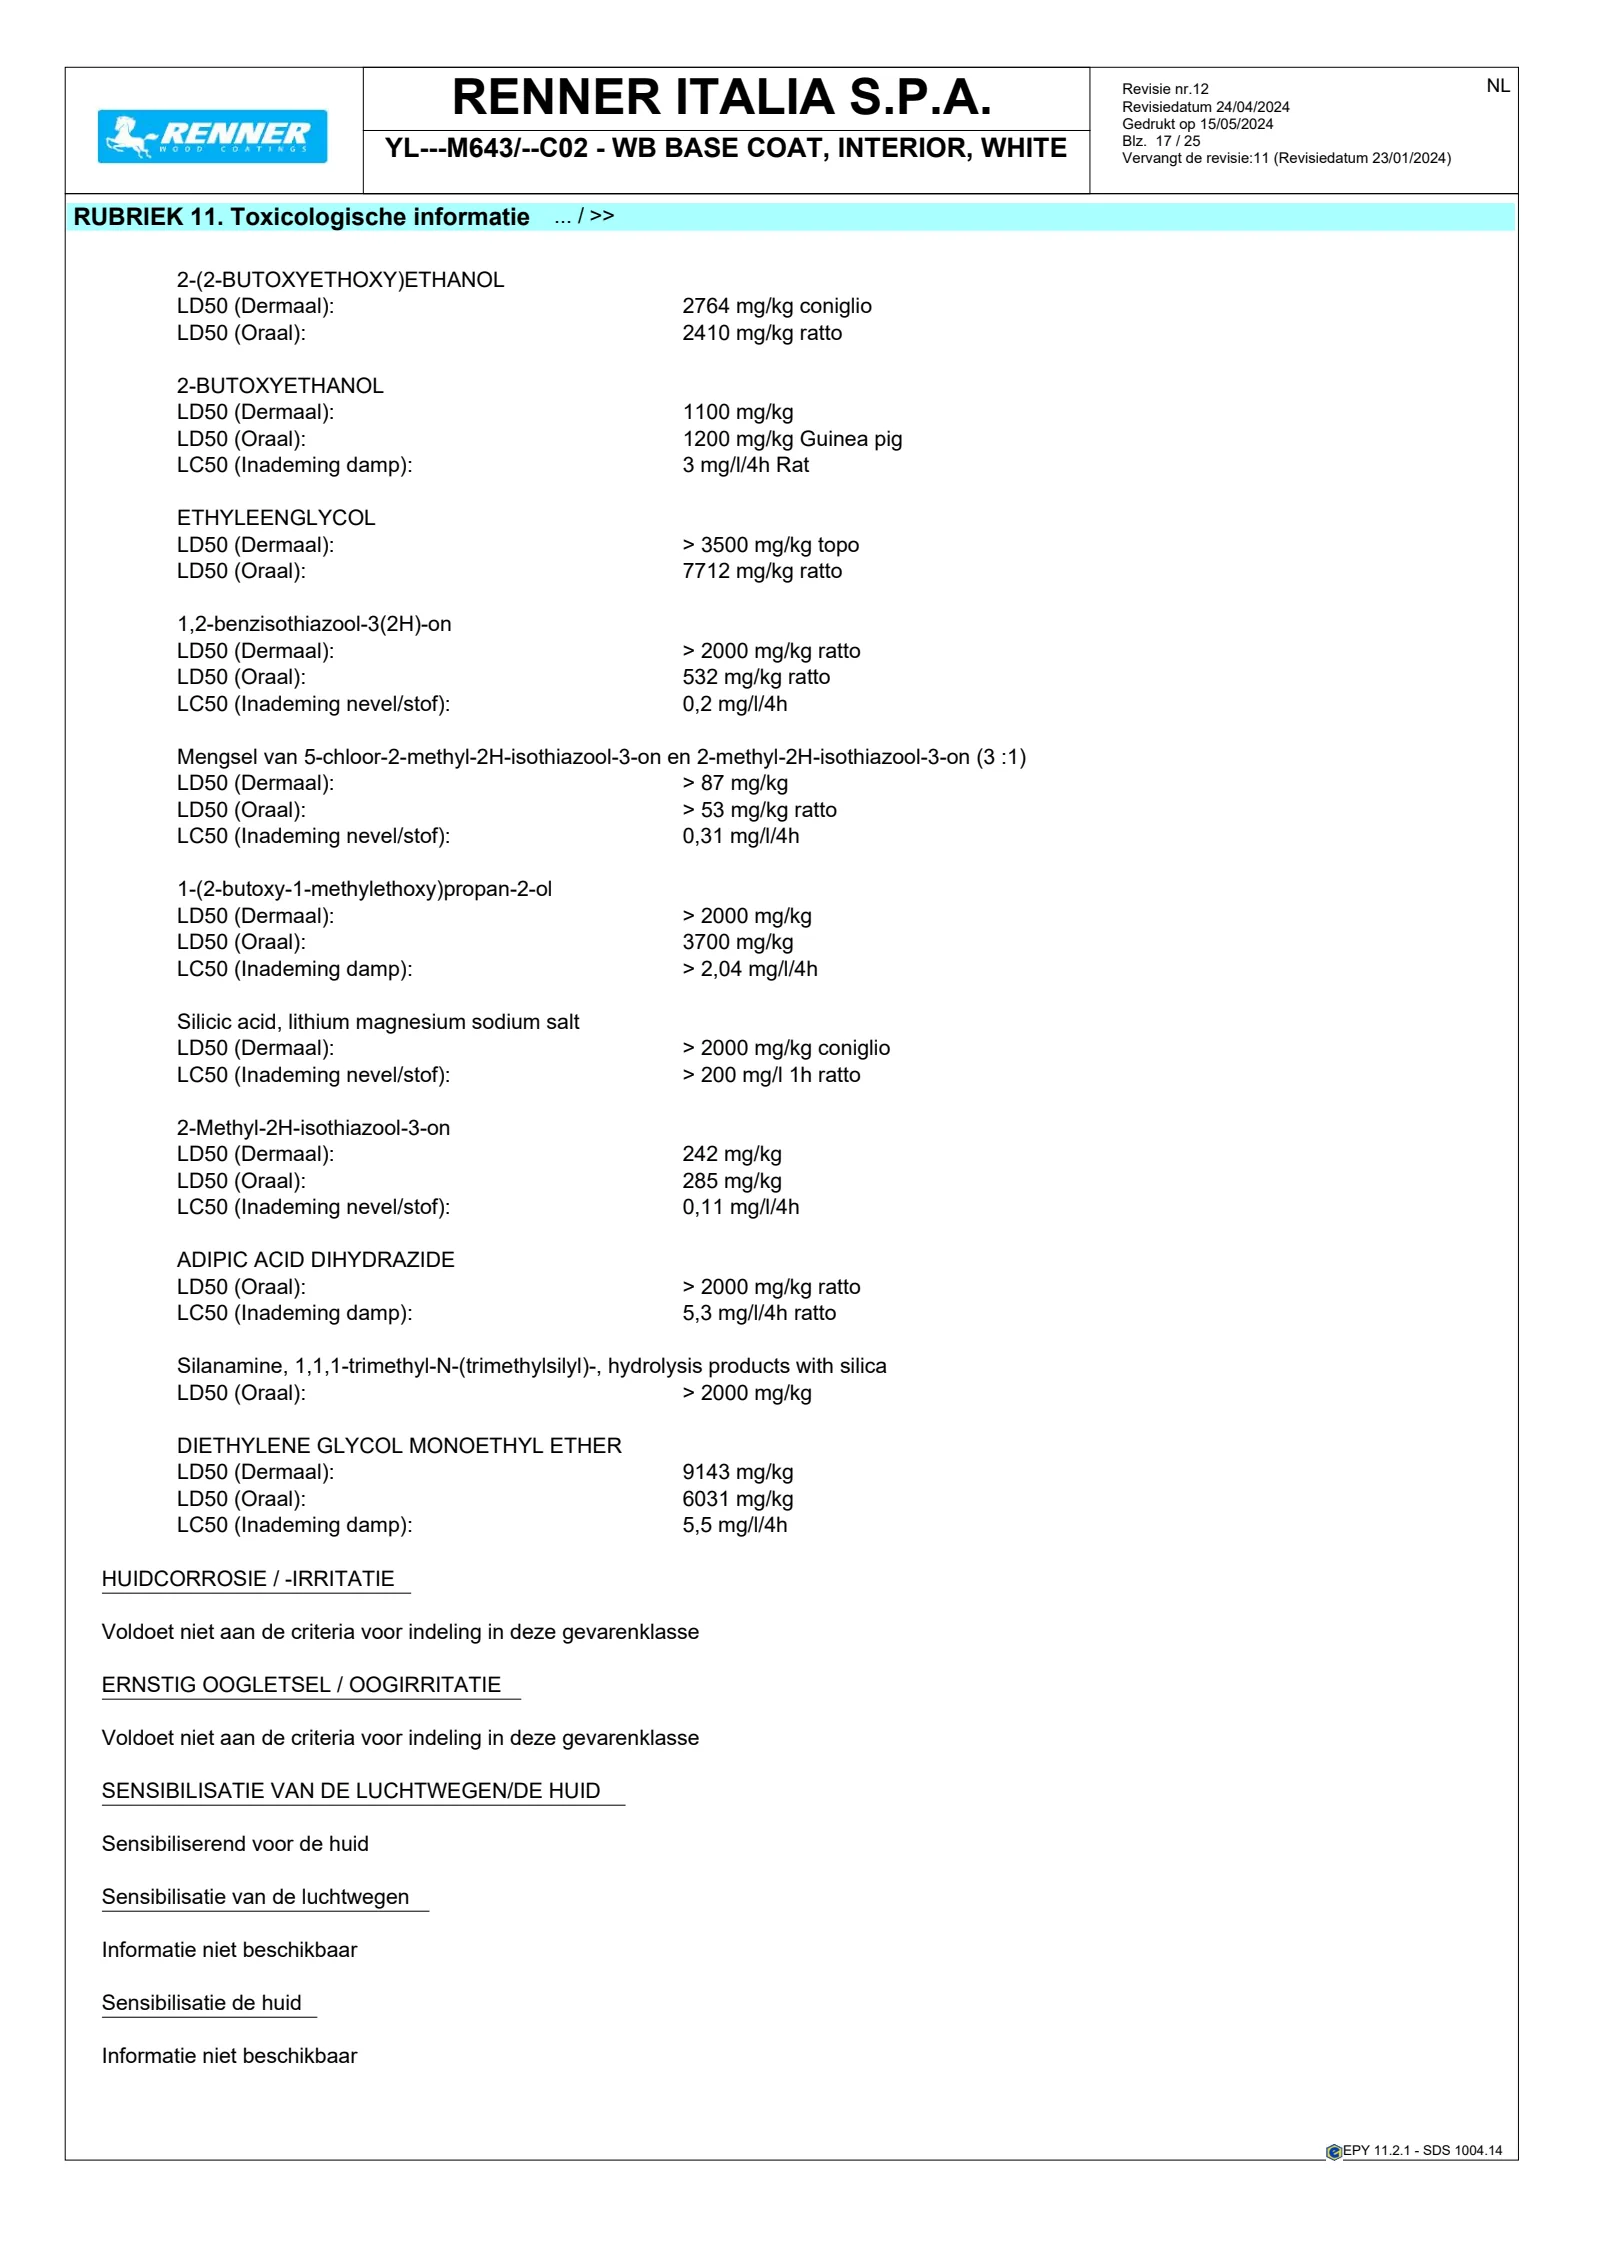 RENNER
WOOD COATINGS
RENNER ITALIA S.P.A.
YL---M643/--C02 - WB BASE COAT, INTERIOR, WHITE
Revisie nr.12
Revisiedatum 24/04/2024
Gedrukt op 15/05/2024
Blz. 17 / 25
Vervangt de revisie:11 (Revisiedatum 23/01/2024)
NL
RUBRIEK 11. Toxicologische informatie ... / >>
2-(2-BUTOXYETHOXY)ETHANOL
LD50 (Dermaal): 2764 mg/kg coniglio
LD50 (Oraal): 2410 mg/kg ratto
2-BUTOXYETHANOL
LD50 (Dermaal): 1100 mg/kg
LD50 (Oraal): 1200 mg/kg Guinea pig
LC50 (Inademing damp): 3 mg/l/4h Rat
ETHYLEENGLYCOL
LD50 (Dermaal): > 3500 mg/kg topo
LD50 (Oraal): 7712 mg/kg ratto
1,2-benzisothiazool-3(2H)-on
LD50 (Dermaal): > 2000 mg/kg ratto
LD50 (Oraal): 532 mg/kg ratto
LC50 (Inademing nevel/stof): 0,2 mg/l/4h
Mengsel van 5-chloor-2-methyl-2H-isothiazool-3-on en 2-methyl-2H-isothiazool-3-on (3 :1)
LD50 (Dermaal): > 87 mg/kg
LD50 (Oraal): > 53 mg/kg ratto
LC50 (Inademing nevel/stof): 0,31 mg/l/4h
1-(2-butoxy-1-methylethoxy)propan-2-ol
LD50 (Dermaal): > 2000 mg/kg
LD50 (Oraal): 3700 mg/kg
LC50 (Inademing damp): > 2,04 mg/l/4h
Silicic acid, lithium magnesium sodium salt
LD50 (Dermaal): > 2000 mg/kg coniglio
LC50 (Inademing nevel/stof): > 200 mg/l 1h ratto
2-Methyl-2H-isothiazool-3-on
LD50 (Dermaal): 242 mg/kg
LD50 (Oraal): 285 mg/kg
LC50 (Inademing nevel/stof): 0,11 mg/l/4h
ADIPIC ACID DIHYDRAZIDE
LD50 (Oraal): > 2000 mg/kg ratto
LC50 (Inademing damp): 5,3 mg/l/4h ratto
Silanamine, 1,1,1-trimethyl-N-(trimethylsilyl)-, hydrolysis products with silica
LD50 (Oraal): > 2000 mg/kg
DIETHYLENE GLYCOL MONOETHYL ETHER
LD50 (Dermaal): 9143 mg/kg
LD50 (Oraal): 6031 mg/kg
LC50 (Inademing damp): 5,5 mg/l/4h
HUIDCORROSIE / -IRRITATIE
Voldoet niet aan de criteria voor indeling in deze gevarenklasse
ERNSTIG OOGLETSEL / OOGIRRITATIE
Voldoet niet aan de criteria voor indeling in deze gevarenklasse
SENSIBILISATIE VAN DE LUCHTWEGEN/DE HUID
Sensibiliserend voor de huid
Sensibilisatie van de luchtwegen
Informatie niet beschikbaar
Sensibilisatie de huid
Informatie niet beschikbaar
EPY 11.2.1 - SDS 1004.14